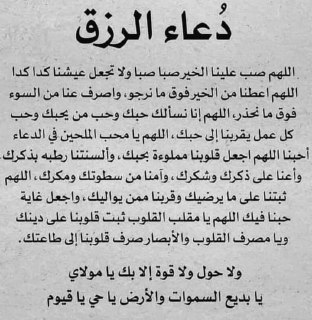 دُعاء الرزق
اللهم صب علينا الخير صبا صبا ولا تجعل عيشنا كدا كدا
اللهم اعطنا من الخير فوق ما نرجو، واصرف عنا من السوء
فوق ما نحذر، اللهم إنا نسألك حبك وحب من يحبك وحب
كل عمل يقربنا إلى حبك، اللهم يا محب الملحين في الدعاء
أحبنا اللهم اجعل قلوبنا مملوءة بحبك، وألسنتنا رطبه بذكرك،
وأعنا على ذكرك وشكرك، وآمنا من سطوتك ومكرك، اللهم
ثبتنا على ما يرضيك وقربنا ممن يواليك، واجعل غاية
حبنا فيك اللهم يا مقلب القلوب ثبت قلوبنا على دينك
ويا مصرف القلوب والأبصار صرف قلوبنا إلى طاعتك.
ولا حول ولا قوة إلا بك يا مولاي
يا بديع السموات والأرض يا حي يا قيوم